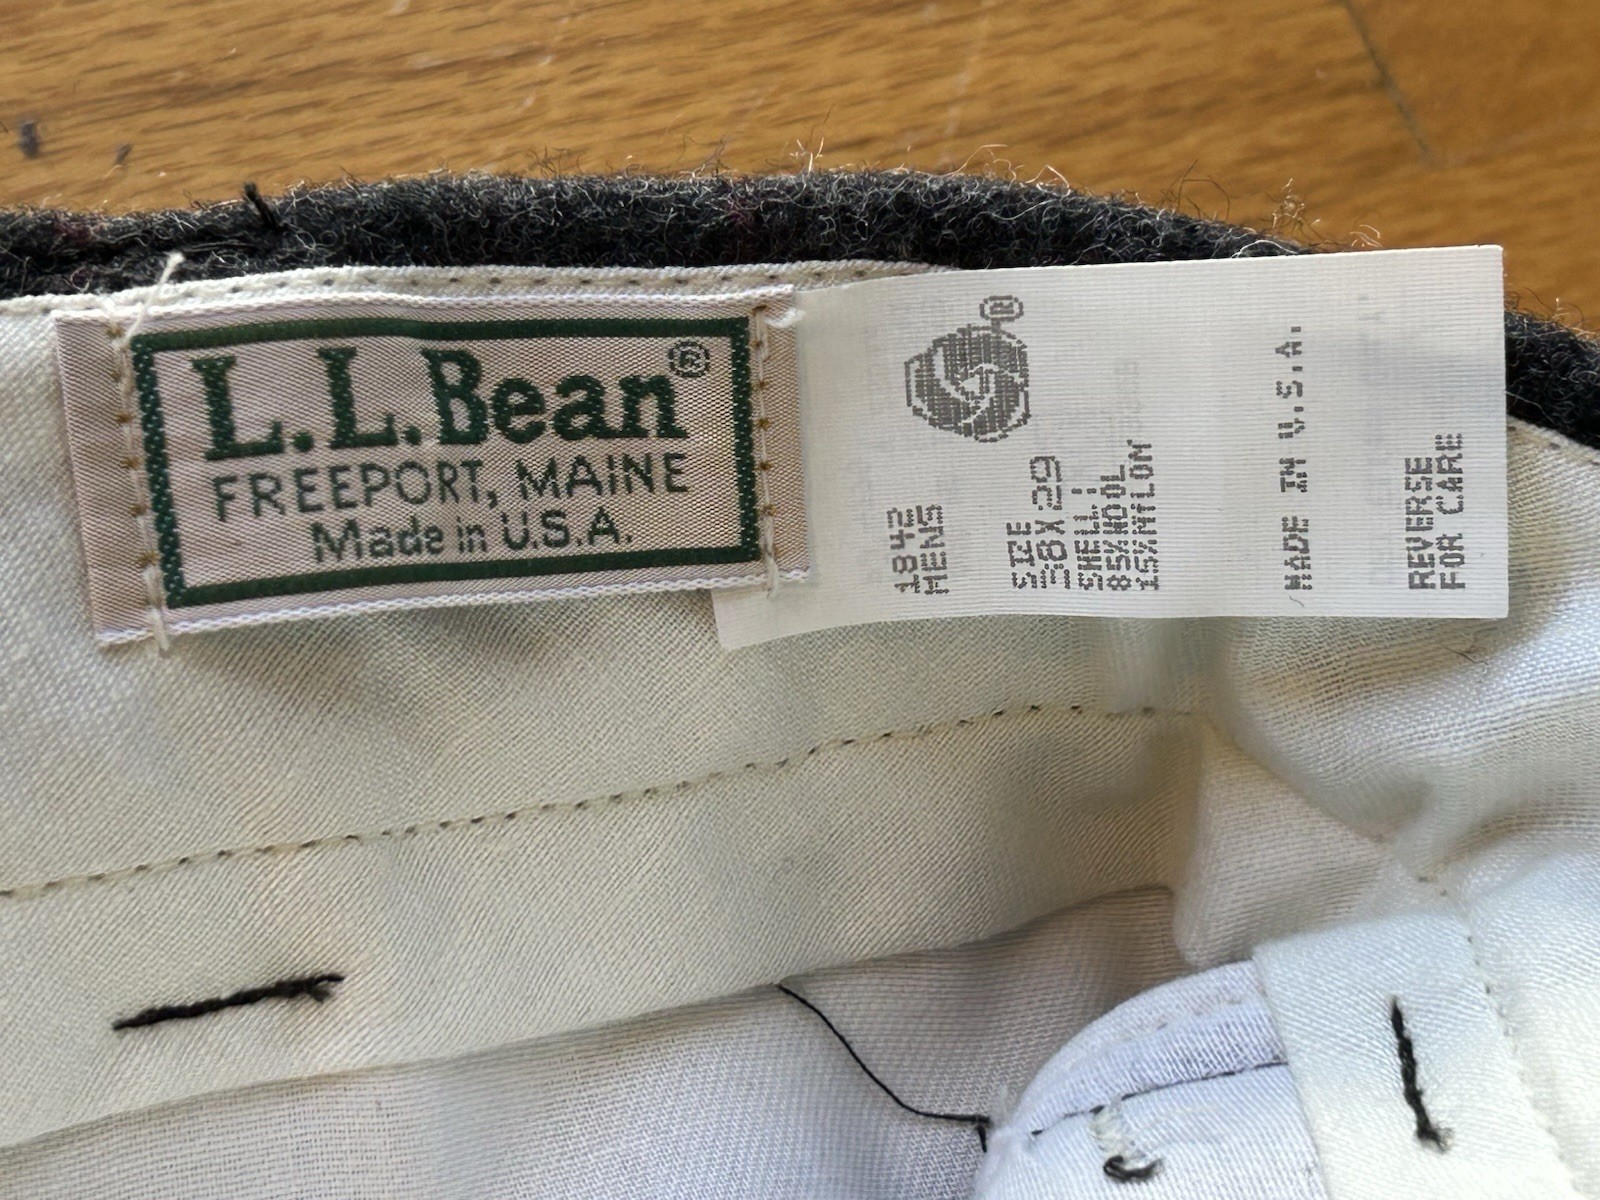 L.L.Bean®
FREEPORT, MAINE
Made in U.S.A.
®
1842
MENS
SIZE
38X29
SHELL:
85%WOOL
15%NYLON
MADE IN U.S.A.
REVERSE
FOR CARE